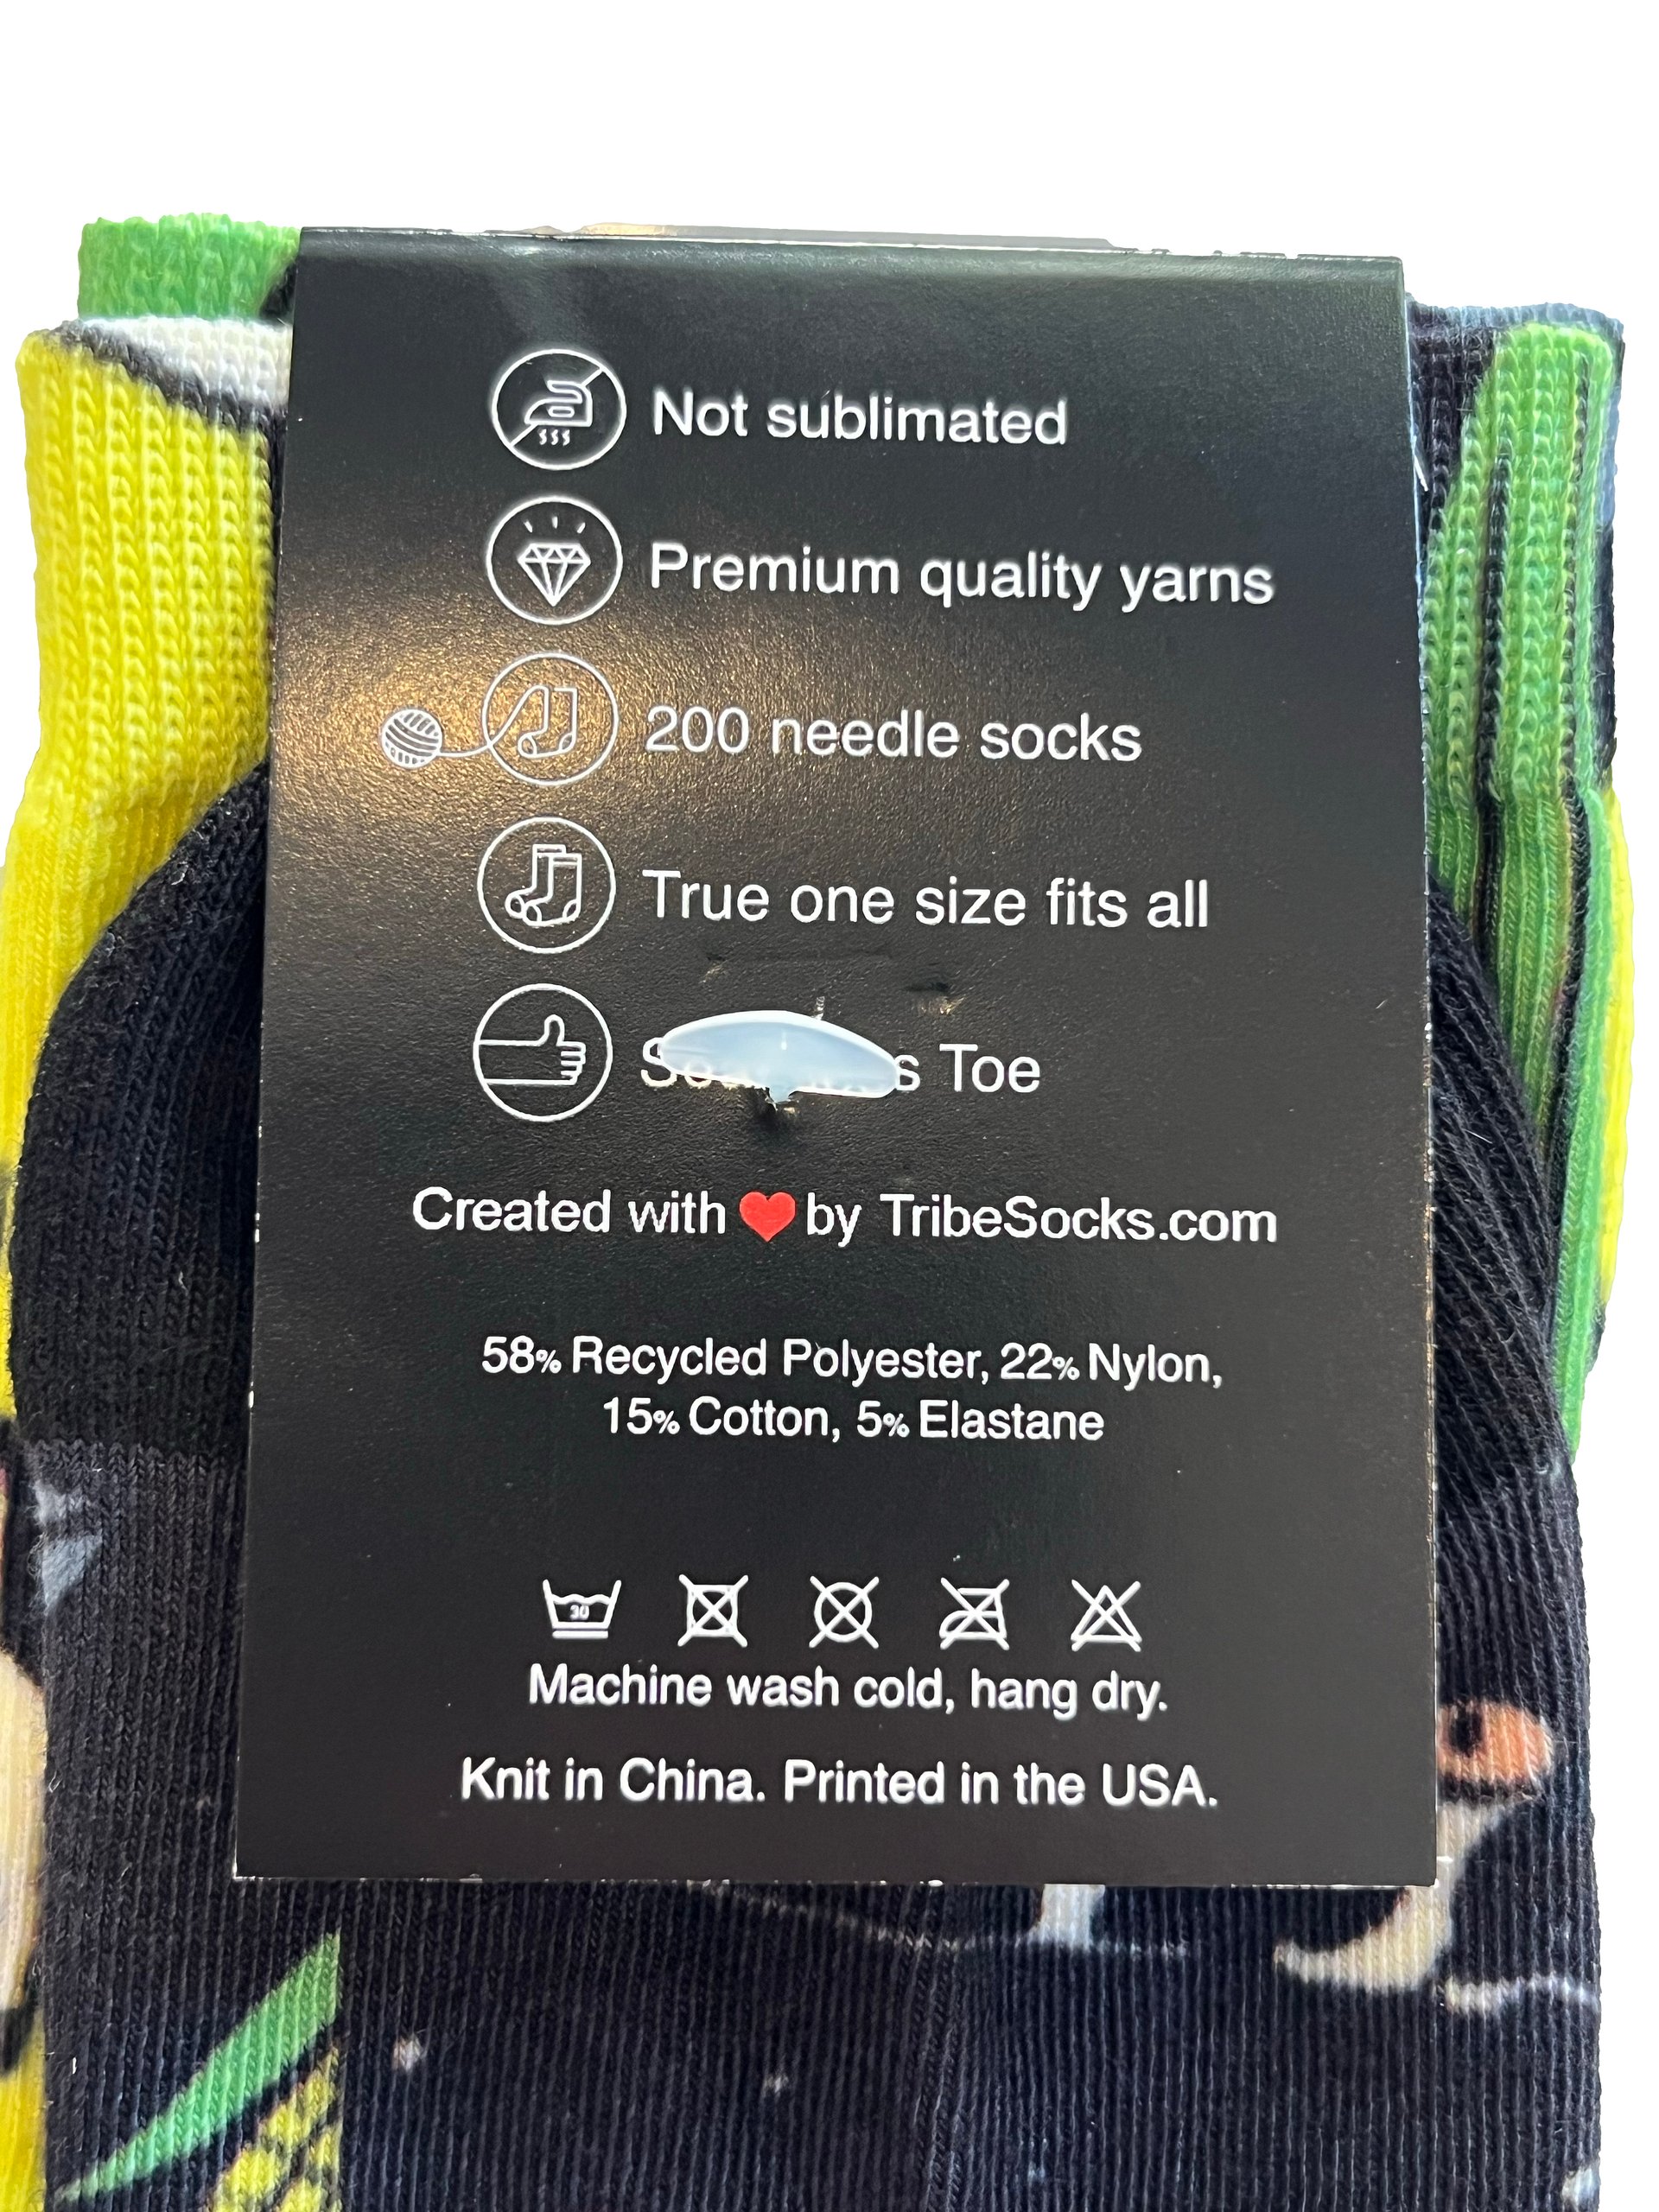 Not sublimated
Premium quality yarns
200 needle socks
True one size fits all
Toe
Created with ❤ by TribeSocks.com
58% Recycled Polyester, 22% Nylon,
15% Cotton, 5% Elastane
30
Machine wash cold, hang dry.
Knit in China. Printed in the USA.